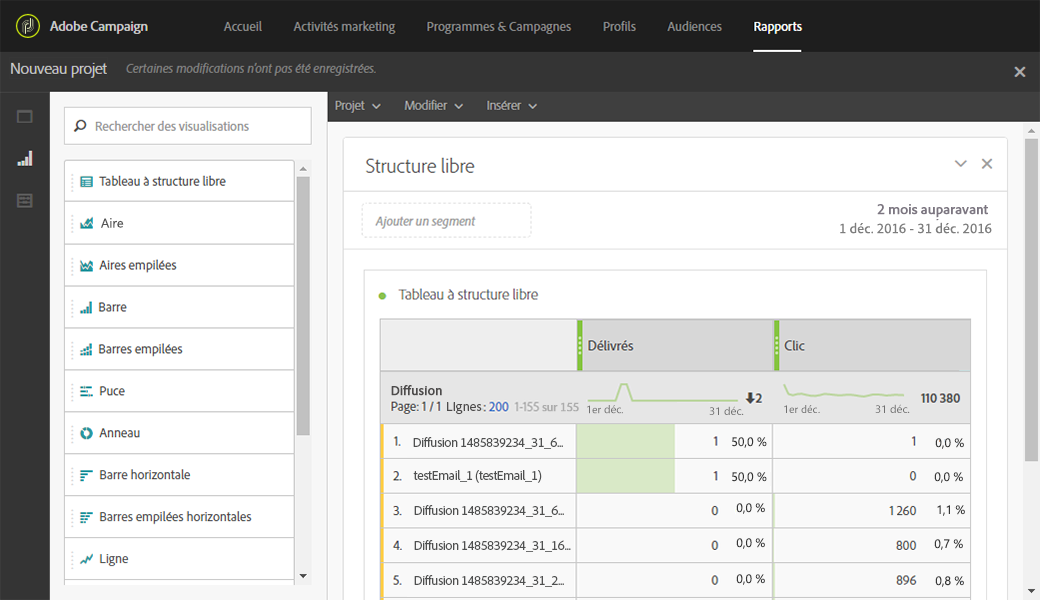 Adobe Campaign Accueil Activités marketing Programmes & Campagnes Profils Audiences Rapports
Nouveau projet Certaines modifications n'ont pas été enregistrées.
Projet Modifier Insérer
Rechercher des visualisations
Tableau à structure libre
Aire
Aires empilées
Barre
Barres empilées
Puce
Anneau
Barre horizontale
Barres empilées horizontales
Ligne
Structure libre
Ajouter un segment
2 mois auparavant
1 déc. 2016 - 31 déc. 2016
Tableau à structure libre
Délivrés Clic
Diffusion
Page: 1 / 1 LIgnes : 200 1-155 sur 155
1er déc. 31 déc. 2
1er déc. 31 déc. 110 380
1. Diffusion 1485839234_31_6... 1 50,0 % 1 0,0 %
2. testEmail_1 (testEmail_1) 1 50,0 % 0 0,0 %
3. Diffusion 1485839234_31_6... 0 0,0 % 1 260 1,1 %
4. Diffusion 1485839234_31_16... 0 0,0 % 800 0,7 %
5. Diffusion 1485839234_31_2... 0 0,0 % 896 0,8 %